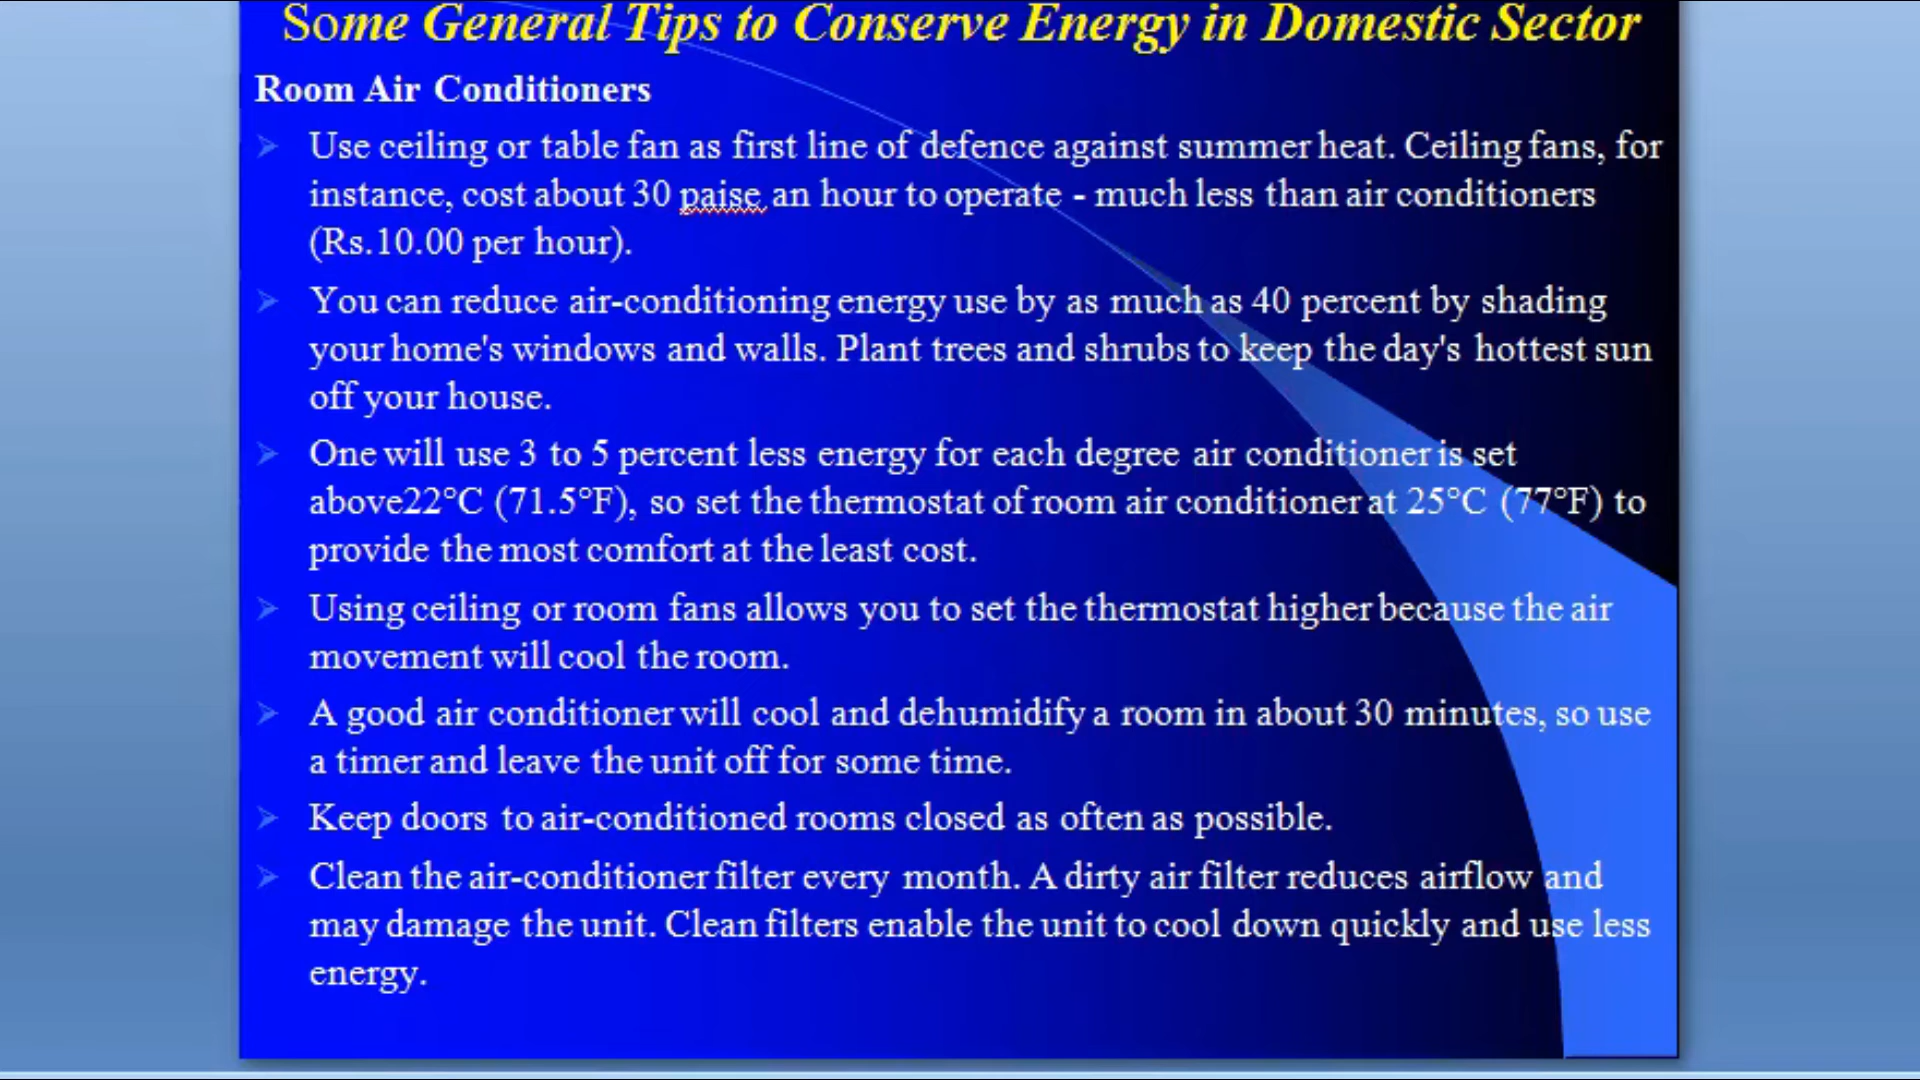 Some General Tips to Conserve Energy in Domestic Sector
Room Air Conditioners
Use ceiling or table fan as first line of defence against summer heat. Ceiling fans, for
instance, cost about 30 paise an hour to operate - much less than air conditioners
(Rs.10.00 per hour).
You can reduce air-conditioning energy use by as much as 40 percent by shading
your home's windows and walls. Plant trees and shrubs to keep the day's hottest sun
off your house.
One will use 3 to 5 percent less energy for each degree air conditioner is set
above22°C (71.5°F), so set the thermostat of room air conditioner at 25°C (77°F) to
provide the most comfort at the least cost.
Using ceiling or room fans allows you to set the thermostat higher because the air
movement will cool the room.
A good air conditioner will cool and dehumidify a room in about 30 minutes, so use
a timer and leave the unit off for some time.
Keep doors to air-conditioned rooms closed as often as possible.
Clean the air-conditioner filter every month. A dirty air filter reduces airflow and
may damage the unit. Clean filters enable the unit to cool down quickly and use less
energy.